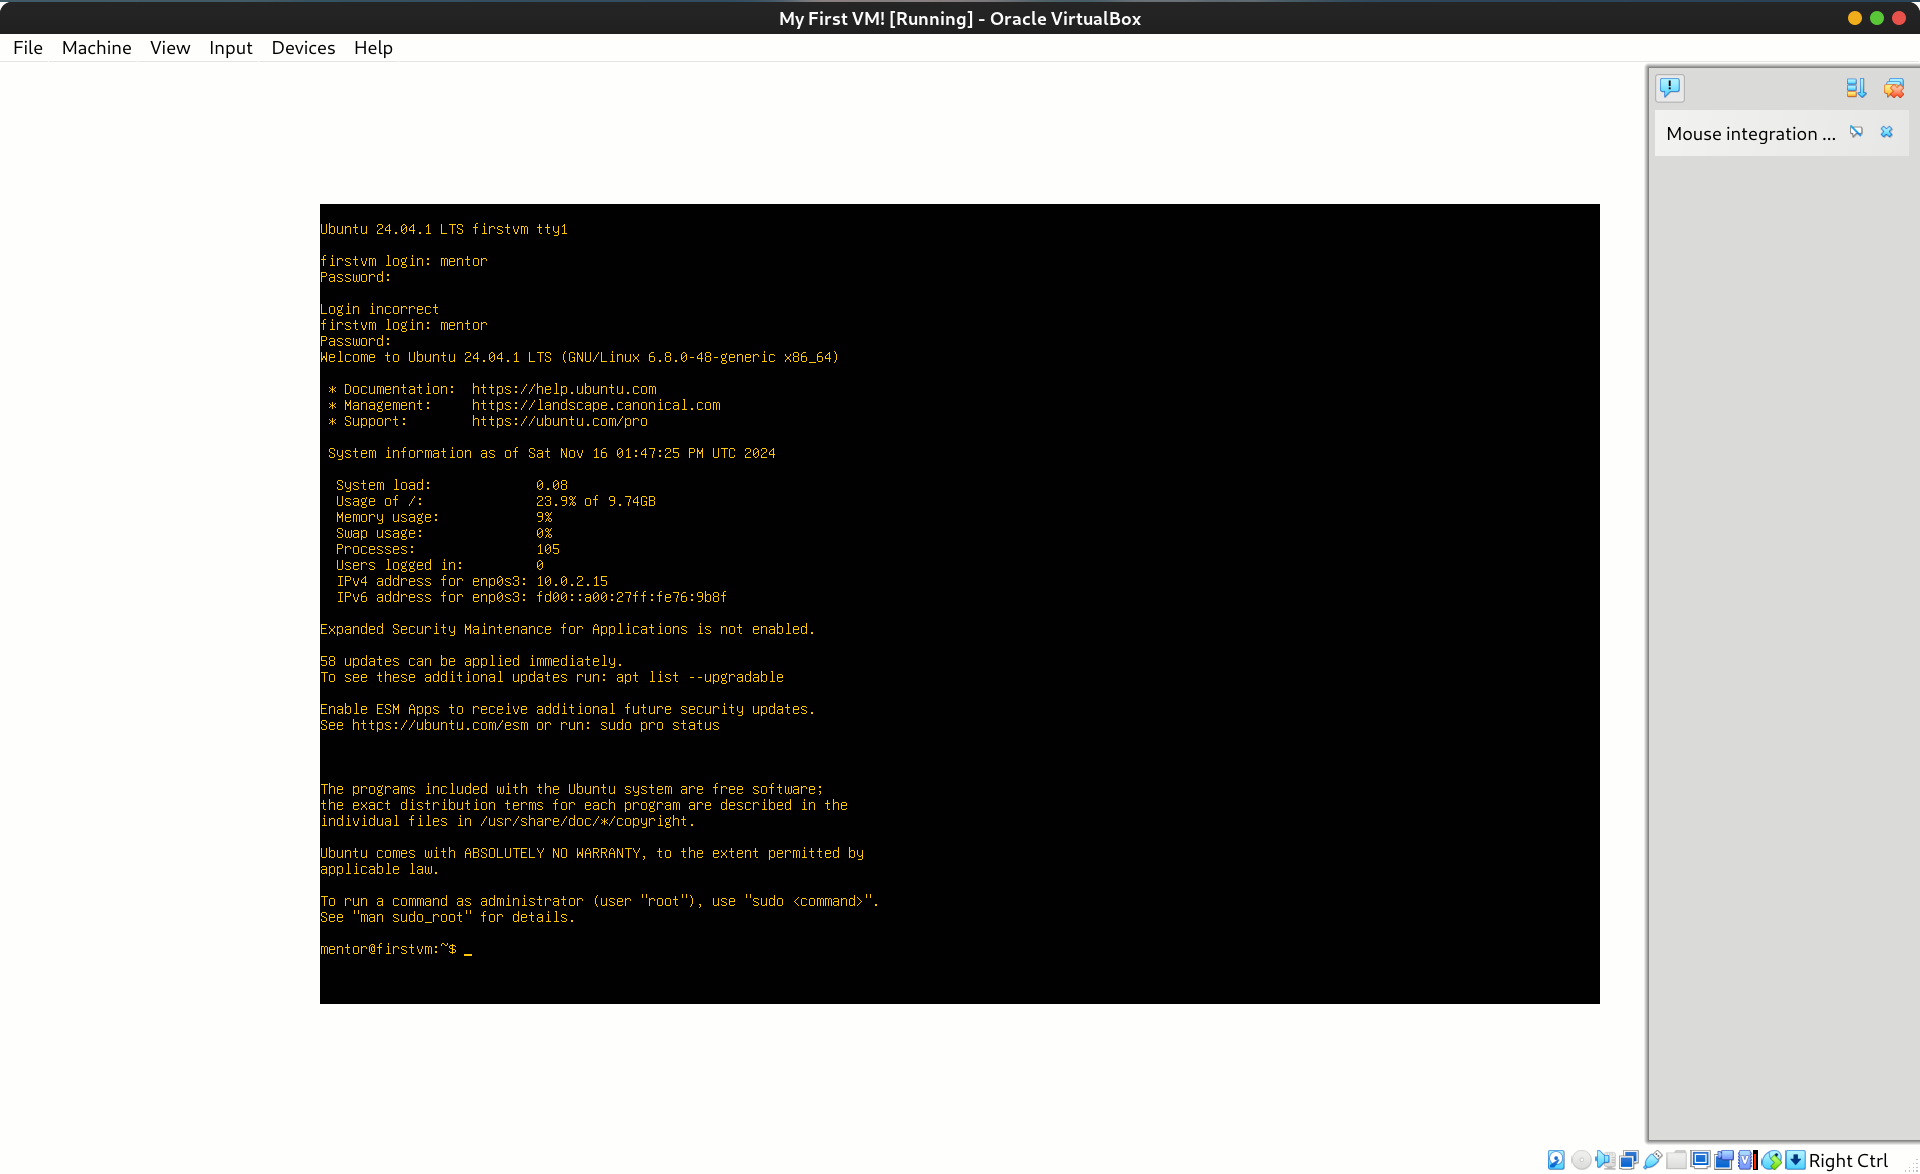 My First VM! [Running] - Oracle VirtualBox
File Machine View Input Devices Help
Mouse integration ...
Ubuntu 24.04.1 LTS firstvm tty1
firstvm login: mentor
Password:
Login incorrect
firstvm login: mentor
Password:
Welcome to Ubuntu 24.04.1 LTS (GNU/Linux 6.8.0-48-generic x86_64)
* Documentation: https://help.ubuntu.com
* Management: https://landscape.canonical.com
* Support: https://ubuntu.com/pro
System information as of Sat Nov 16 01:47:25 PM UTC 2024
System load: 0.08
Usage of /: 23.9% of 9.74GB
Memory usage: 9%
Swap usage: 0%
Processes: 105
Users logged in: 0
IPv4 address for enp0s3: 10.0.2.15
IPv6 address for enp0s3: fd00::a00:27ff:fe76:9b8f
Expanded Security Maintenance for Applications is not enabled.
58 updates can be applied immediately.
To see these additional updates run: apt list --upgradable
Enable ESM Apps to receive additional future security updates.
See https://ubuntu.com/esm or run: sudo pro status
The programs included with the Ubuntu system are free software;
the exact distribution terms for each program are described in the
individual files in /usr/share/doc/*/copyright.
Ubuntu comes with ABSOLUTELY NO WARRANTY, to the extent permitted by
applicable law.
To run a command as administrator (user "root"), use "sudo <command>".
See "man sudo_root" for details.
mentor@firstvm:~$ _
Right Ctrl